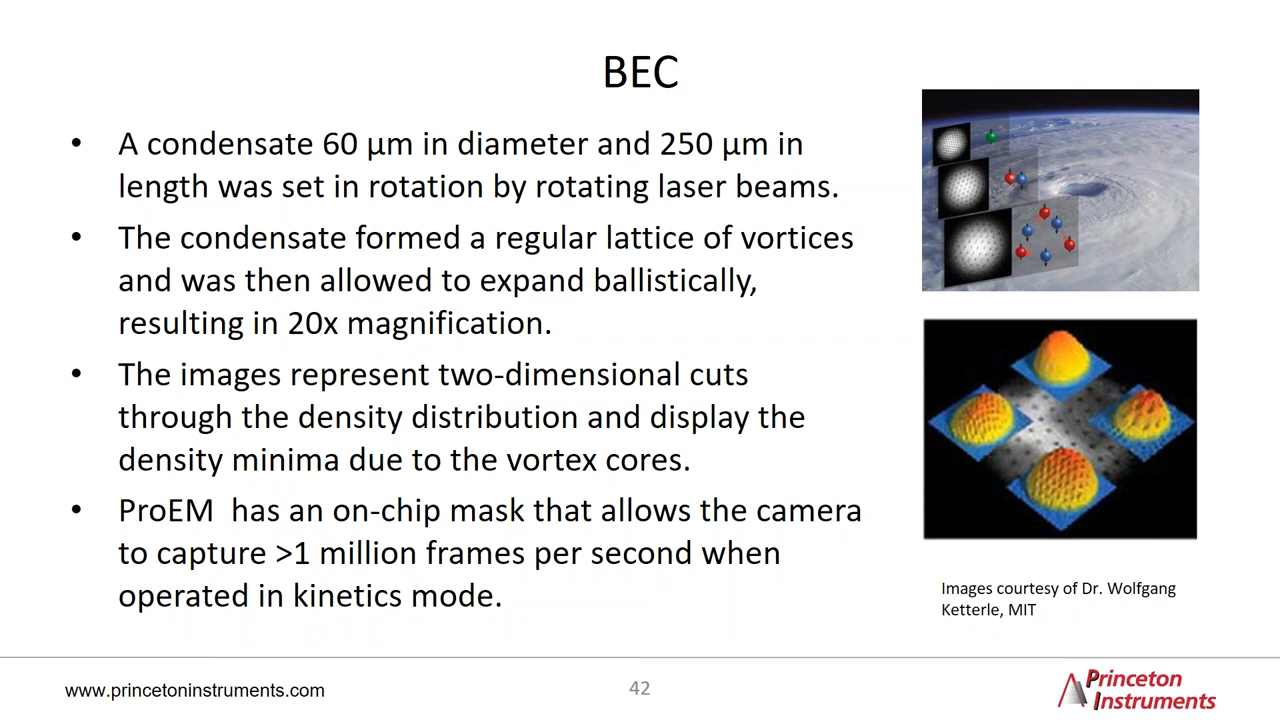 BEC
• A condensate 60 µm in diameter and 250 µm in
length was set in rotation by rotating laser beams.
• The condensate formed a regular lattice of vortices
and was then allowed to expand ballistically,
resulting in 20x magnification.
• The images represent two-dimensional cuts
through the density distribution and display the
density minima due to the vortex cores.
• ProEM  has an on-chip mask that allows the camera
to capture >1 million frames per second when
operated in kinetics mode.
Images courtesy of Dr. Wolfgang
Ketterle, MIT
www.princetoninstruments.com
42
Princeton
Instruments